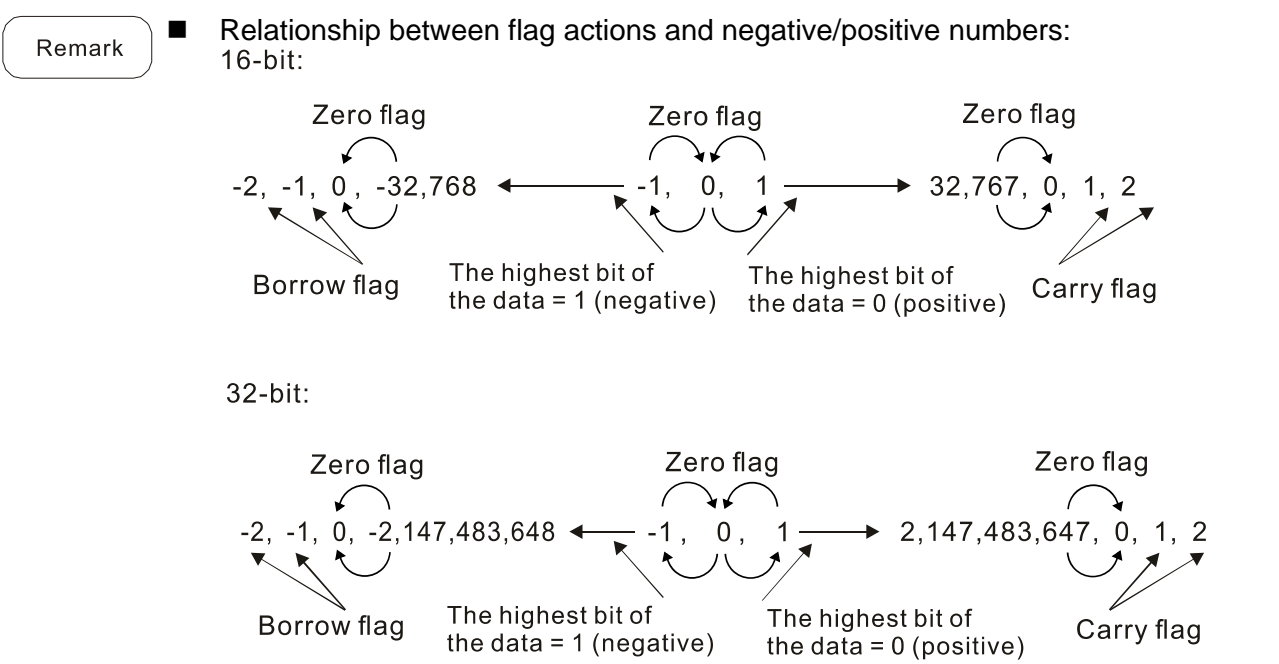 Remark
■ Relationship between flag actions and negative/positive numbers:
16-bit:
Zero flag Zero flag Zero flag
-2, -1, 0 , -32,768 -1, 0, 1 32,767, 0, 1, 2
Borrow flag
The highest bit of
the data = 1 (negative)
The highest bit of
the data = 0 (positive)
Carry flag
32-bit:
Zero flag Zero flag Zero flag
-2, -1, 0, -2,147,483,648 -1 , 0 , 1 2,147,483,647, 0, 1, 2
Borrow flag
The highest bit of
the data = 1 (negative)
The highest bit of
the data = 0 (positive)
Carry flag